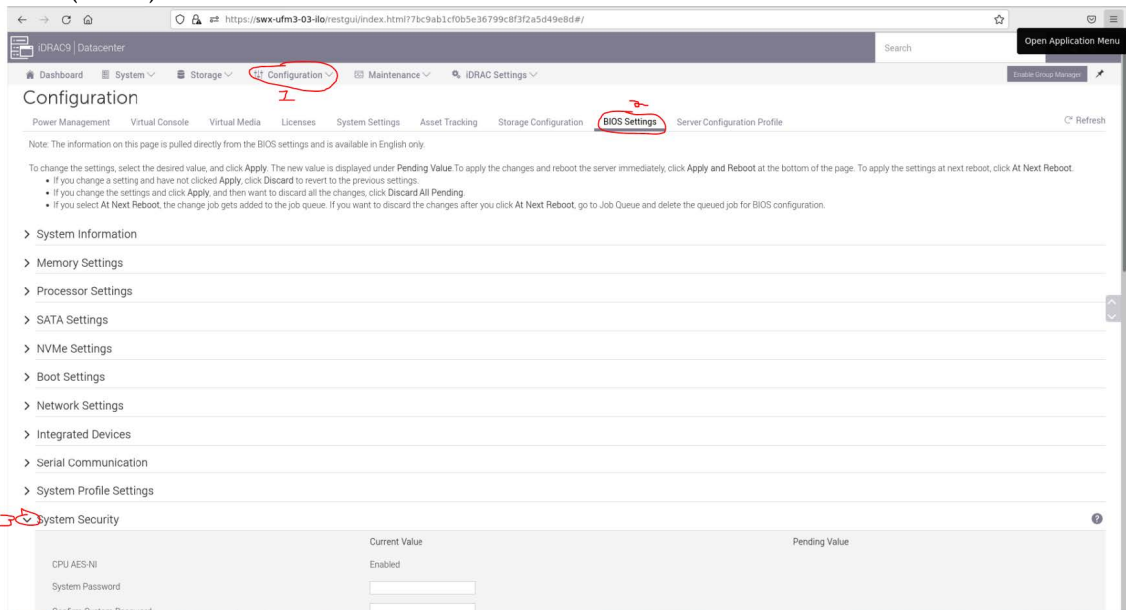 https://swx-ufm3-03-ilo/restgui/index.html?7bc9ab1cf0b5e36799c8f3f2a5d49e8d#/
Open Application Menu
iDRAC9 | Datacenter
Search
Dashboard System Storage Configuration Maintenance iDRAC Settings Enable Group Manager
1
Configuration
2
Power Management Virtual Console Virtual Media Licenses System Settings Asset Tracking Storage Configuration BIOS Settings Server Configuration Profile Refresh
Note: The information on this page is pulled directly from the BIOS settings and is available in English only.
To change the settings, select the desired value, and click Apply. The new value is displayed under Pending Value.To apply the changes and reboot the server immediately, click Apply and Reboot at the bottom of the page. To apply the settings at next reboot, click At Next Reboot.
• If you change a setting and have not clicked Apply, click Discard to revert to the previous settings.
• If you change the settings and click Apply, and then want to discard all the changes, click Discard All Pending.
• If you select At Next Reboot, the change job gets added to the job queue. If you want to discard the changes after you click At Next Reboot, go to Job Queue and delete the queued job for BIOS configuration.
System Information
Memory Settings
Processor Settings
SATA Settings
NVMe Settings
Boot Settings
Network Settings
Integrated Devices
Serial Communication
System Profile Settings
3 System Security
Current Value Pending Value
CPU AES-NI Enabled
System Password